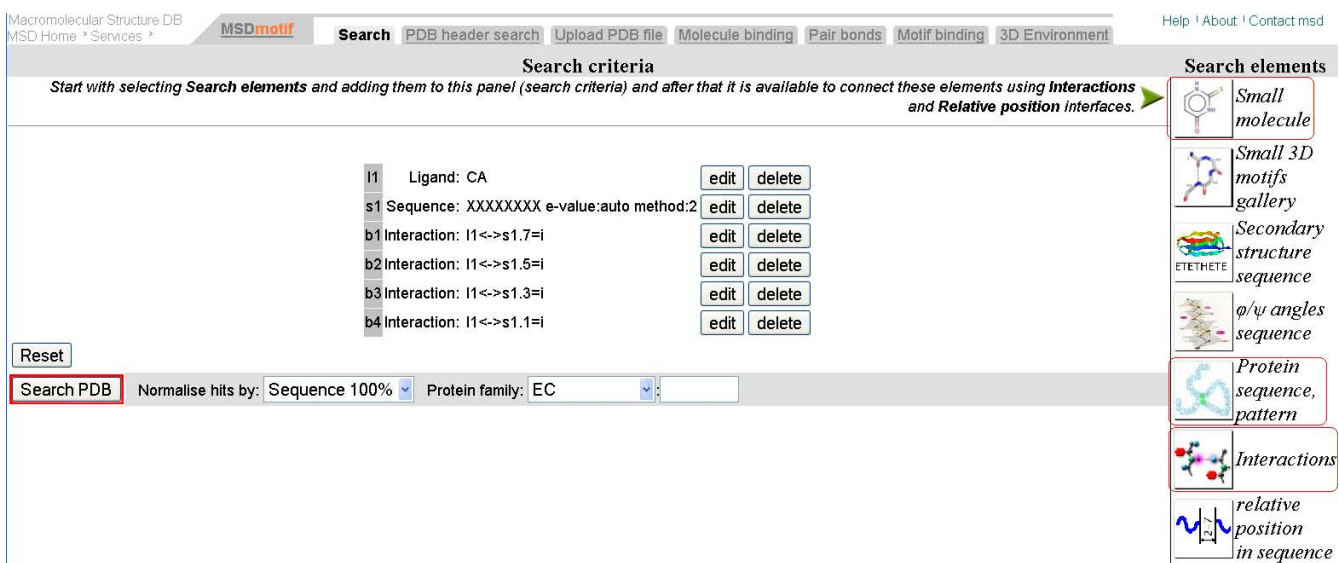 Macromolecular Structure DB
MSD Home > Services >
MSDmotif
Search PDB header search Upload PDB file Molecule binding Pair bonds Motif binding 3D Environment
Help | About | Contact msd
Search criteria
Search elements
Start with selecting Search elements and adding them to this panel (search criteria) and after that it is available to connect these elements using Interactions
and Relative position interfaces.
l1 Ligand: CA edit delete
s1 Sequence: XXXXXXXX e-value:auto method:2 edit delete
b1 Interaction: l1<->s1.7=i edit delete
b2 Interaction: l1<->s1.5=i edit delete
b3 Interaction: l1<->s1.3=i edit delete
b4 Interaction: l1<->s1.1=i edit delete
Reset
Search PDB Normalise hits by: Sequence 100% Protein family: EC :
Small
molecule
Small 3D
motifs
gallery
ETETHETE
Secondary
structure
sequence
φ/ψ angles
sequence
Protein
sequence,
pattern
Interactions
2-7
relative
position
in sequence